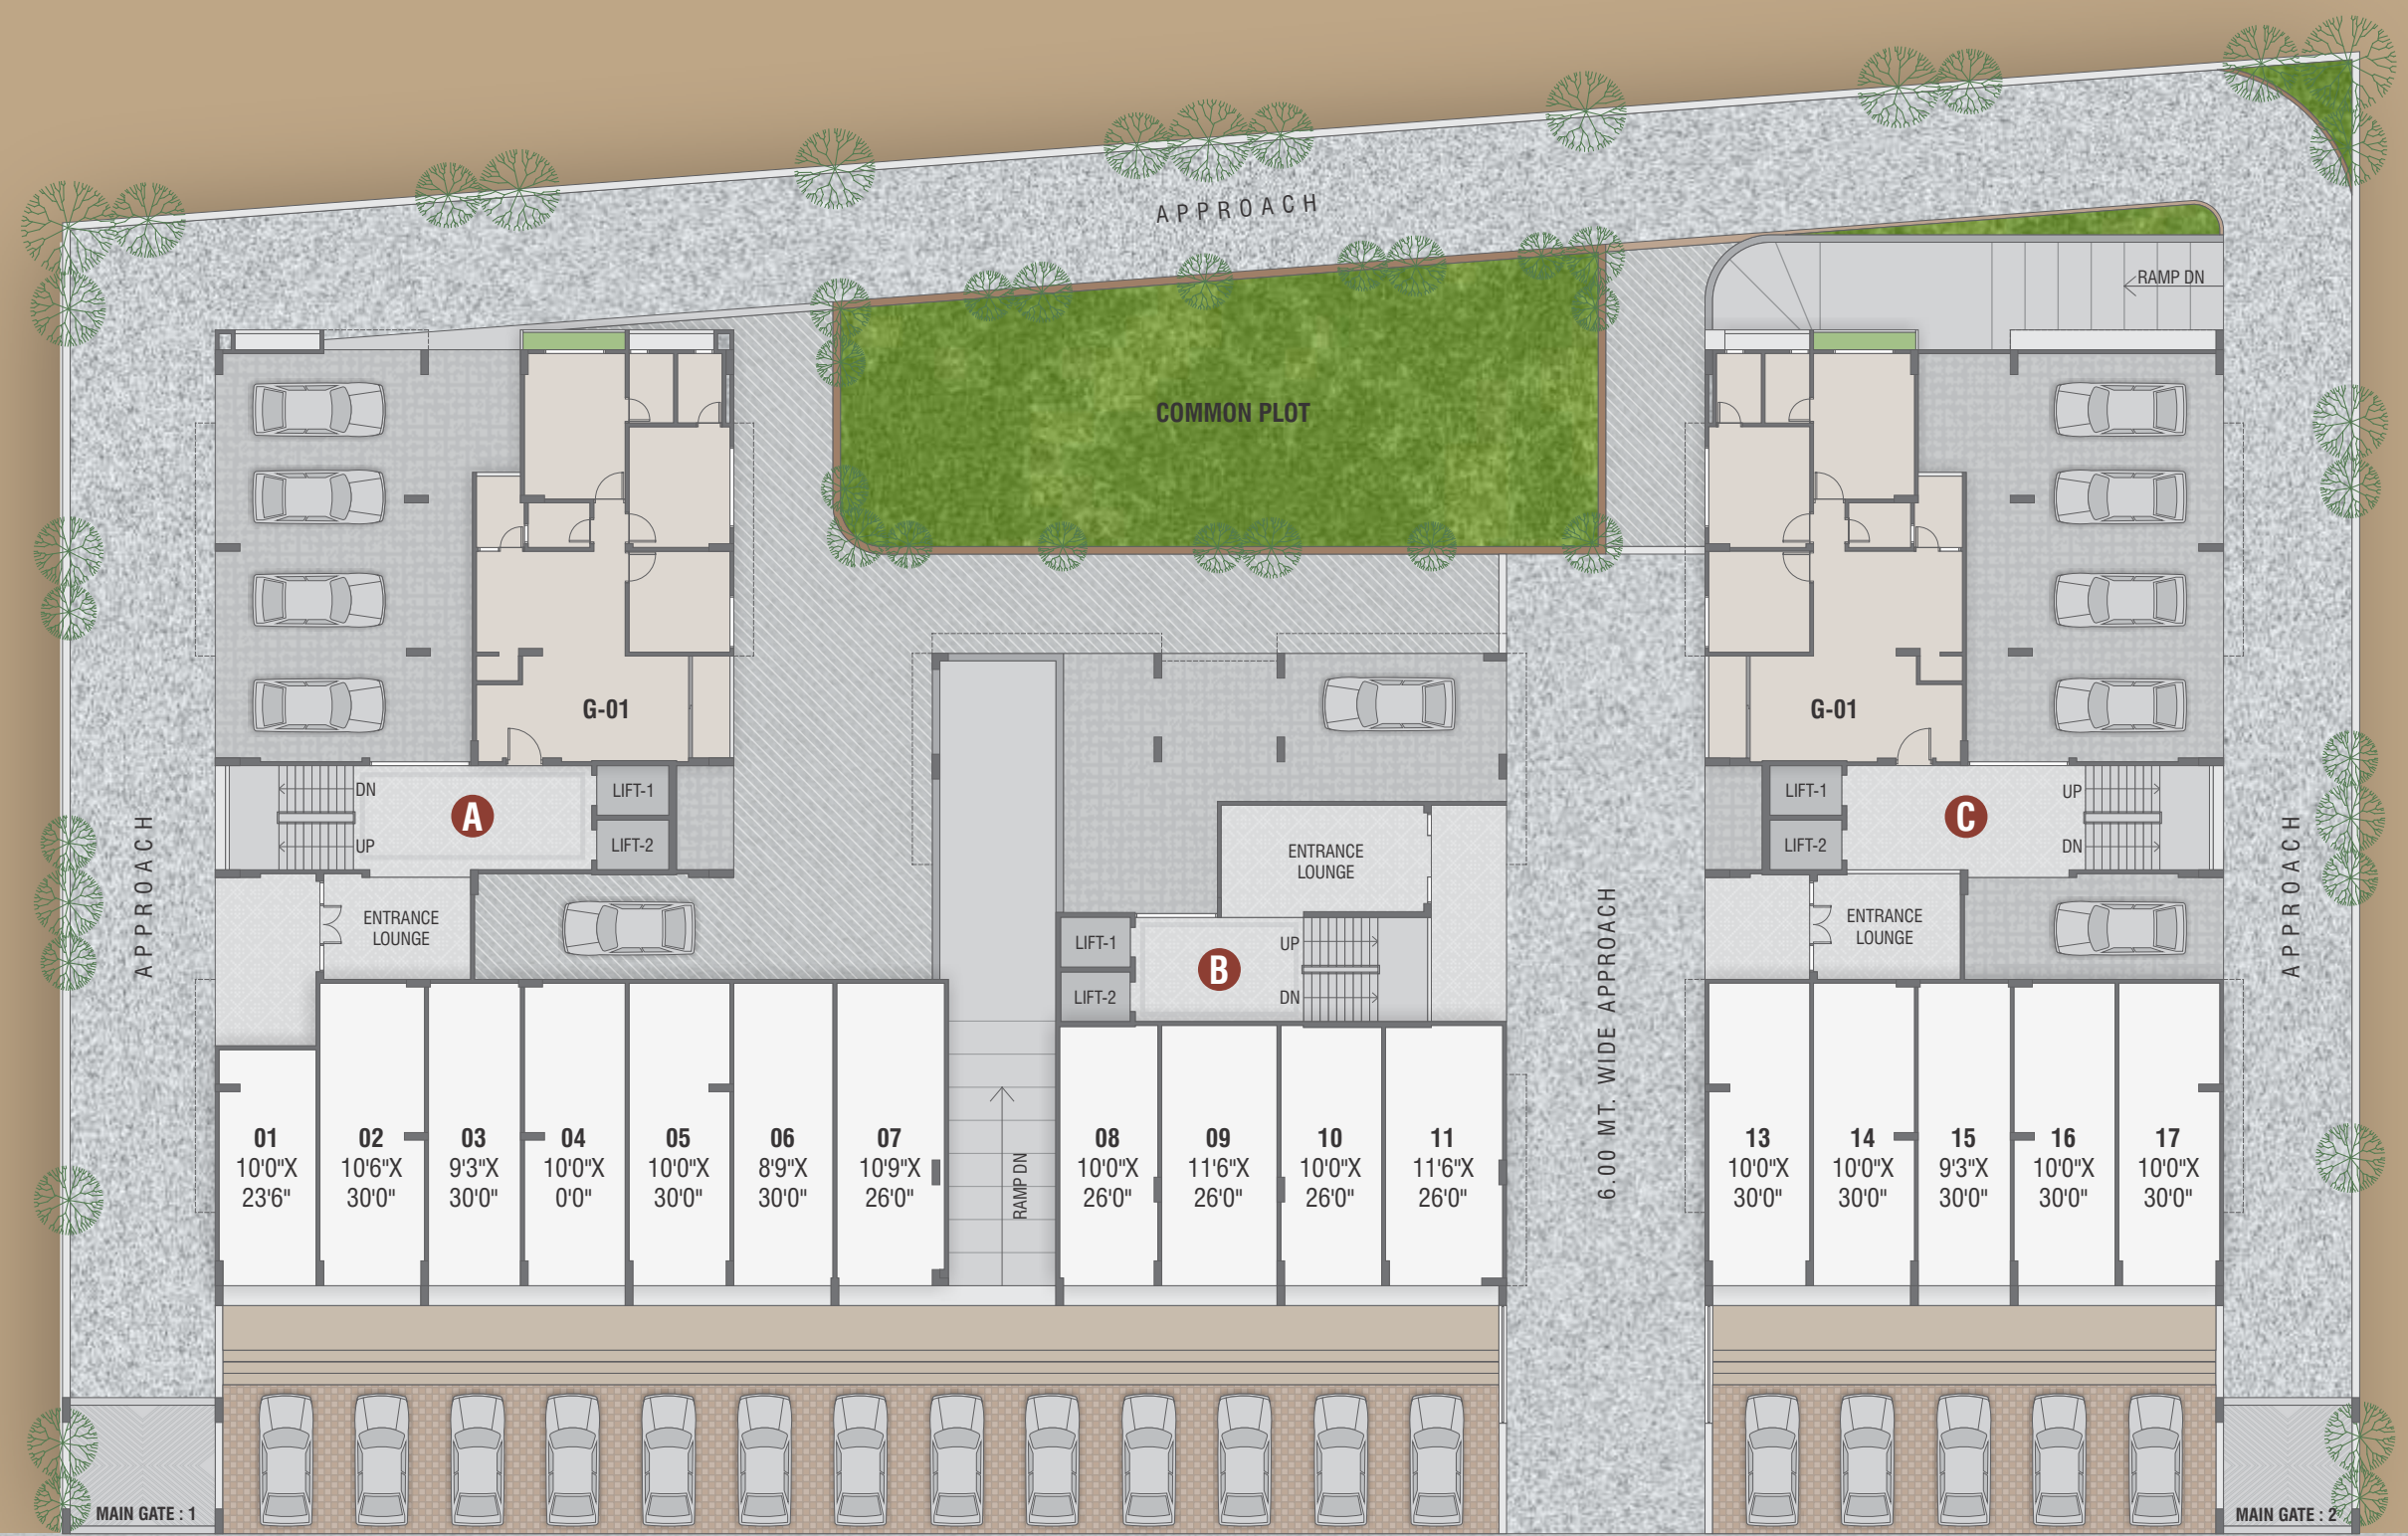 APPROACH
RAMP DN
COMMON PLOT
G-01
G-01
DN
UP
A
LIFT-1
LIFT-2
ENTRANCE
LOUNGE
APPROACH
ENTRANCE
LOUNGE
LIFT-1
LIFT-2
B
UP
DN
6.00 MT. WIDE APPROACH
LIFT-1
LIFT-2
C
UP
DN
ENTRANCE
LOUNGE
APPROACH
01
10'0"X
23'6"
02
10'6"X
30'0"
03
9'3"X
30'0"
04
10'0"X
0'0"
05
10'0"X
30'0"
06
8'9"X
30'0"
07
10'9"X
26'0"
RAMP DN
08
10'0"X
26'0"
09
11'6"X
26'0"
10
10'0"X
26'0"
11
11'6"X
26'0"
13
10'0"X
30'0"
14
10'0"X
30'0"
15
9'3"X
30'0"
16
10'0"X
30'0"
17
10'0"X
30'0"
MAIN GATE : 1
MAIN GATE : 2